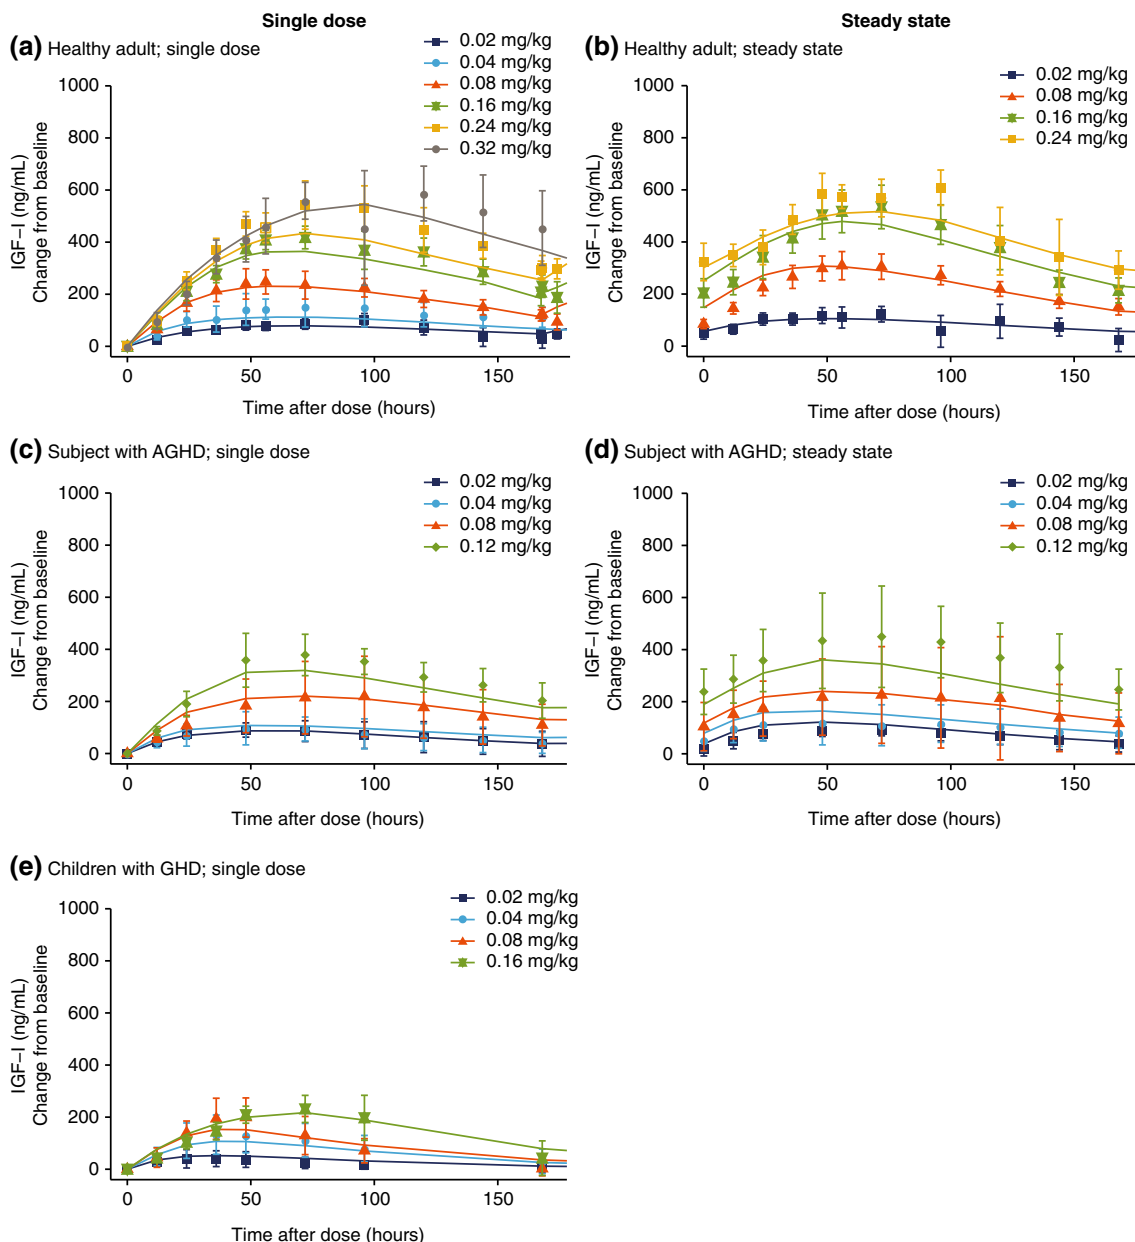 Single dose
Steady state
(a) Healthy adult; single dose
0.02 mg/kg
0.04 mg/kg
0.08 mg/kg
0.16 mg/kg
0.24 mg/kg
0.32 mg/kg
IGF–I (ng/mL)
Change from baseline
1000
800
600
400
200
0
0 50 100 150
Time after dose (hours)
(b) Healthy adult; steady state
0.02 mg/kg
0.08 mg/kg
0.16 mg/kg
0.24 mg/kg
IGF–I (ng/mL)
Change from baseline
1000
800
600
400
200
0
0 50 100 150
Time after dose (hours)
(c) Subject with AGHD; single dose
0.02 mg/kg
0.04 mg/kg
0.08 mg/kg
0.12 mg/kg
IGF–I (ng/mL)
Change from baseline
1000
800
600
400
200
0
0 50 100 150
Time after dose (hours)
(d) Subject with AGHD; steady state
0.02 mg/kg
0.04 mg/kg
0.08 mg/kg
0.12 mg/kg
IGF–I (ng/mL)
Change from baseline
1000
800
600
400
200
0
0 50 100 150
Time after dose (hours)
(e) Children with GHD; single dose
0.02 mg/kg
0.04 mg/kg
0.08 mg/kg
0.16 mg/kg
IGF–I (ng/mL)
Change from baseline
1000
800
600
400
200
0
0 50 100 150
Time after dose (hours)